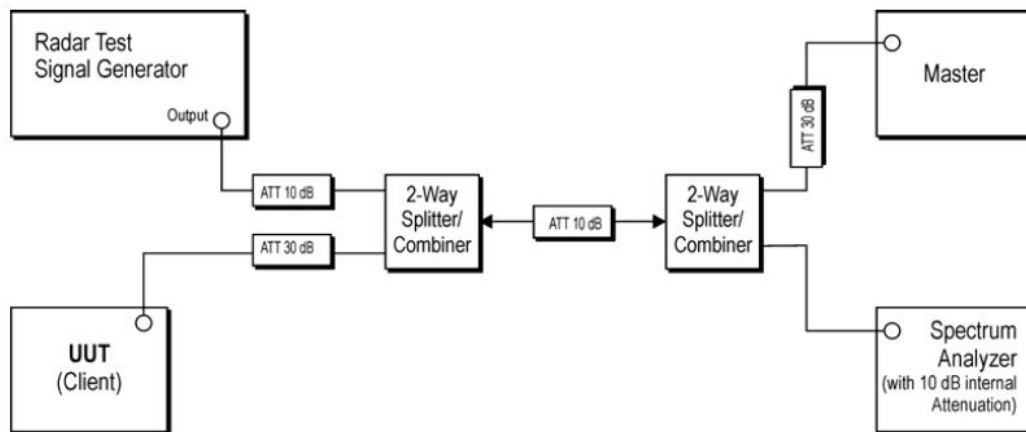 Radar Test
Signal Generator
Output
ATT 10 dB
ATT 30 dB
UUT
(Client)
2-Way
Splitter/
Combiner
ATT 10 dB
2-Way
Splitter/
Combiner
ATT 30 dB
Master
Spectrum
Analyzer
(with 10 dB internal
Attenuation)